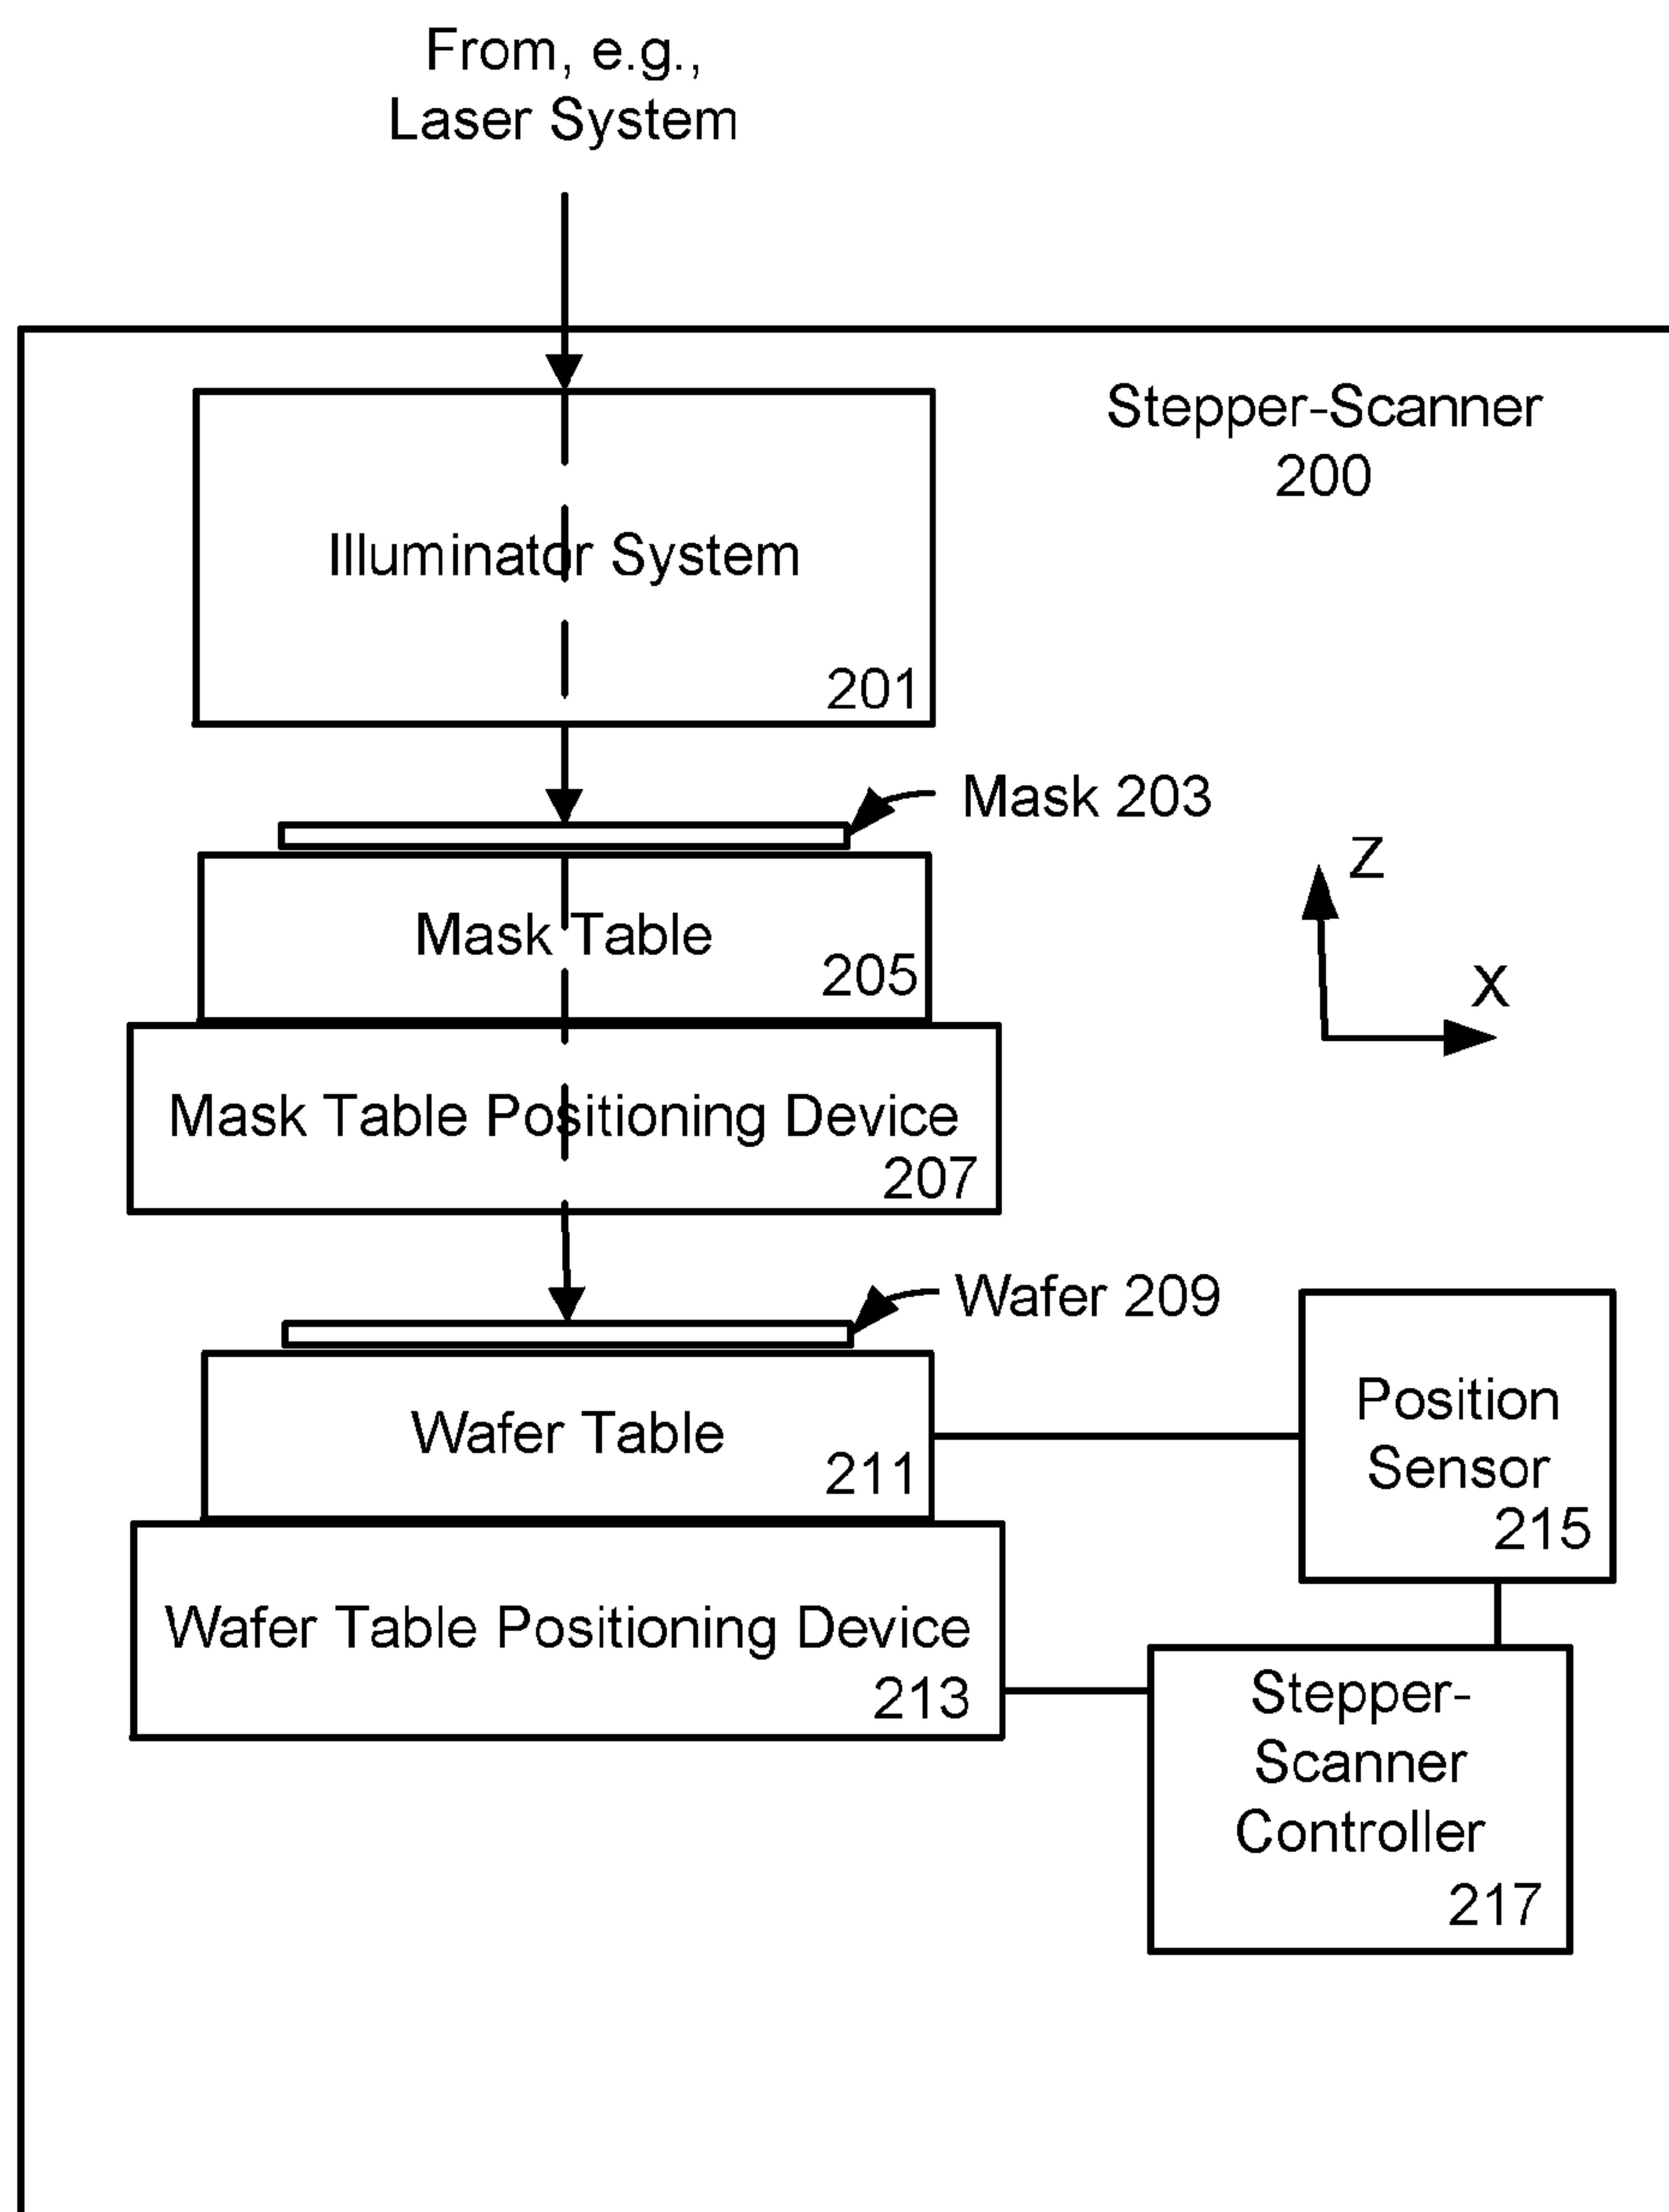 From, e.g.,
Laser System
Stepper-Scanner
200
Illuminator System
201
Mask 203
Mask Table
205
Z
X
Mask Table Positioning Device
207
Wafer 209
Wafer Table
211
Position
Sensor
215
Wafer Table Positioning Device
213
Stepper-
Scanner
Controller
217